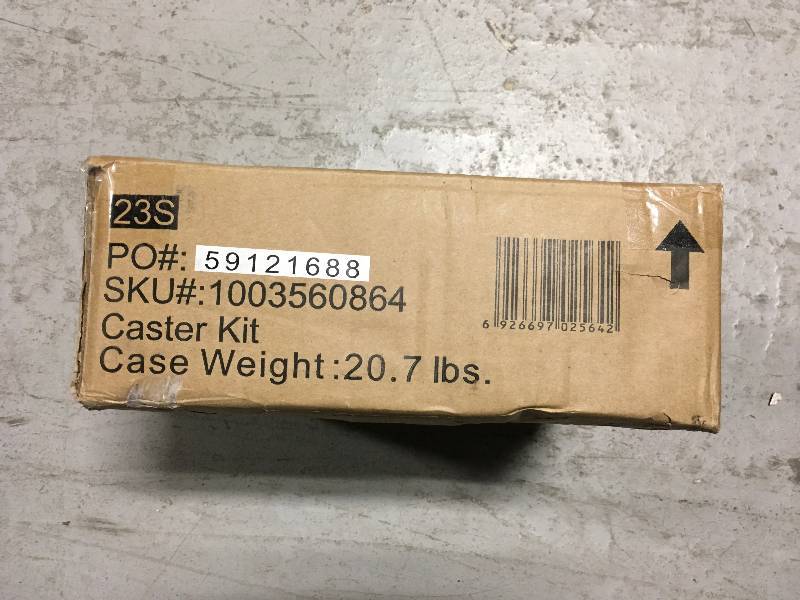 23S
PO#: 59121688
SKU#:1003560864
Caster Kit
Case Weight:20.7 lbs.
6 926697 025642